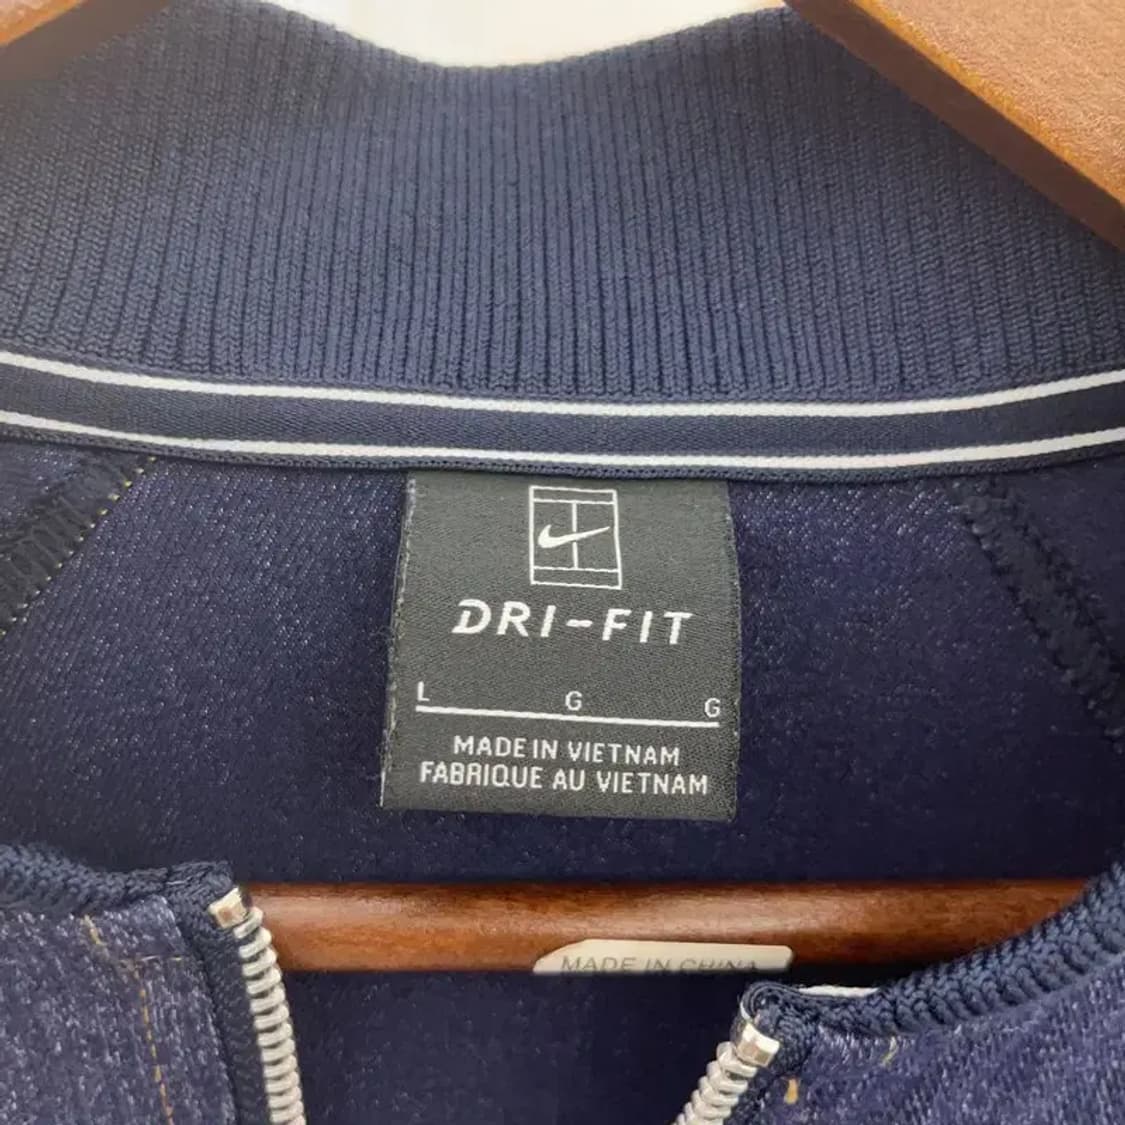 DRI-FIT
L G G
MADE IN VIETNAM
FABRIQUE AU VIETNAM
MADE IN CHINA